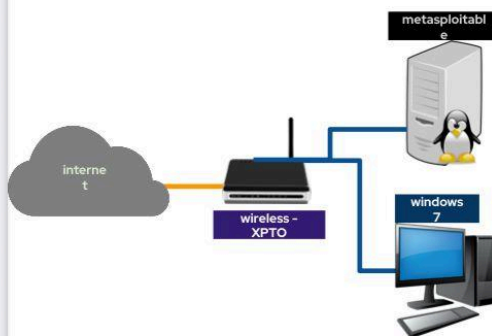 metasploitabl
e
interne
t
wireless –
XPTO
windows
7